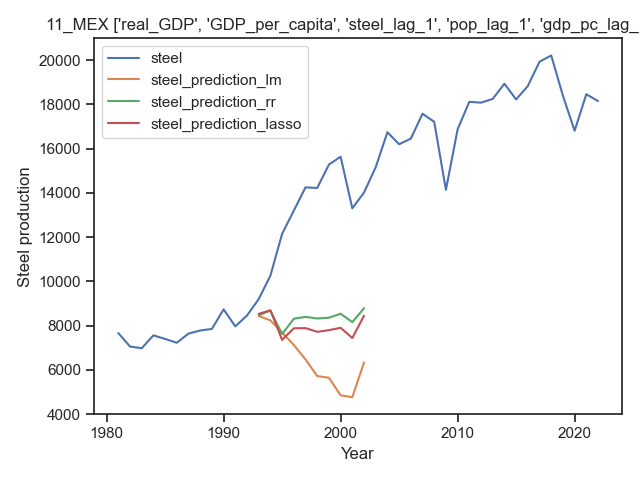 11_MEX ['real_GDP', 'GDP_per_capita', 'steel_lag_1', 'pop_lag_1', 'gdp_pc_lag_
steel
steel_prediction_lm
steel_prediction_rr
steel_prediction_lasso
Steel production
20000
18000
16000
14000
12000
10000
8000
6000
4000
1980
1990
2000
2010
2020
Year